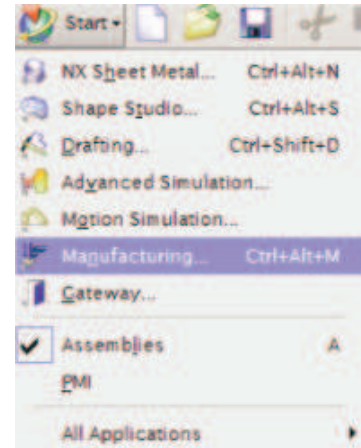 Start
NX Sheet Metal... Ctrl+Alt+N
Shape Studio... Ctrl+Alt+S
Drafting... Ctrl+Shift+D
Advanced Simulation...
Motion Simulation...
Manufacturing... Ctrl+Alt+M
Gateway...
Assemblies A
PMI
All Applications